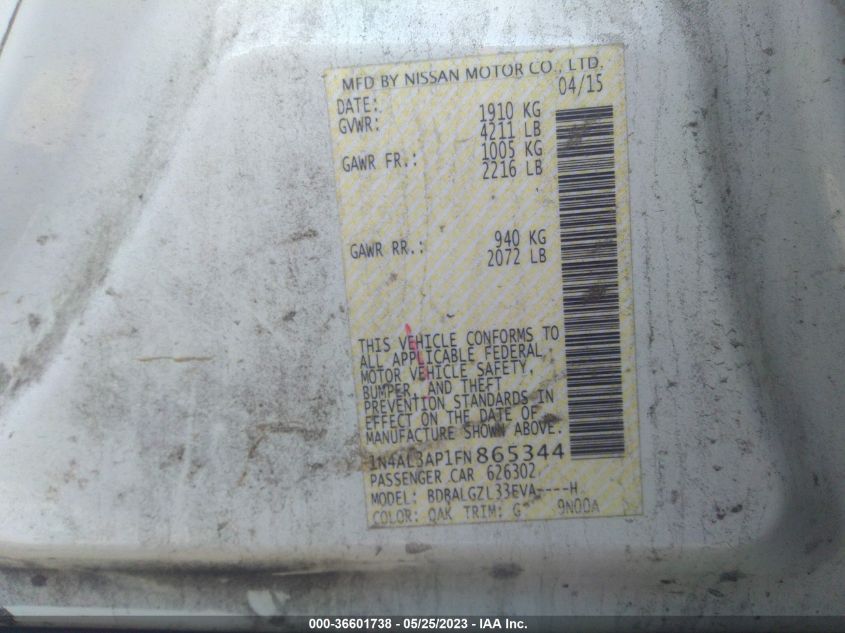 MFD BY NISSAN MOTOR CO., LTD.
DATE: 04/15
GVWR: 1910 KG
4211 LB
GAWR FR.: 1005 KG
2216 LB
GAWR RR.: 940 KG
2072 LB
THIS VEHICLE CONFORMS TO
ALL APPLICABLE FEDERAL
MOTOR VEHICLE SAFETY,
BUMPER, AND THEFT
PREVENTION STANDARDS IN
EFFECT ON THE DATE OF
MANUFACTURE SHOWN ABOVE.
1N4AL3AP1FN865344
PASSENGER CAR 626302
MODEL: BDRALGZL33EVA----H
COLOR: QAK TRIM: G 9N00A
000-36601738 - 05/25/2023 - IAA Inc.